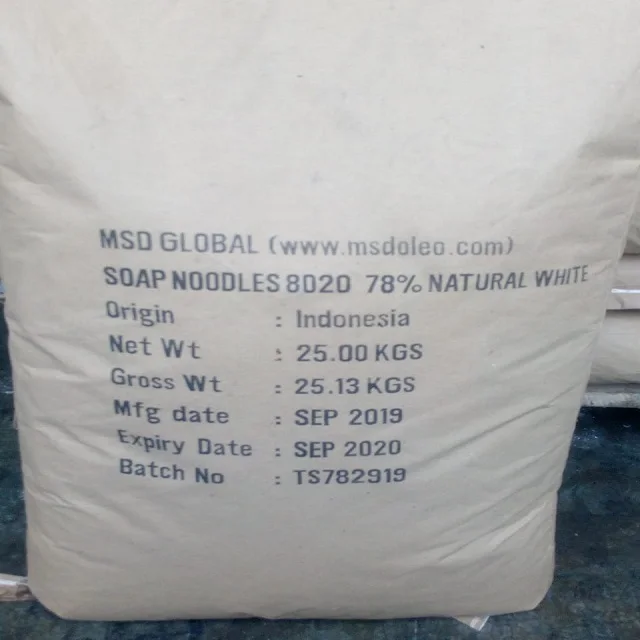 MSD GLOBAL (www.msdoleo.com)
SOAP NOODLES 8020 78% NATURAL WHITE
Origin : Indonesia
Net Wt : 25.00 KGS
Gross Wt : 25.13 KGS
Mfg date : SEP 2019
Expiry Date : SEP 2020
Batch No : TS782919